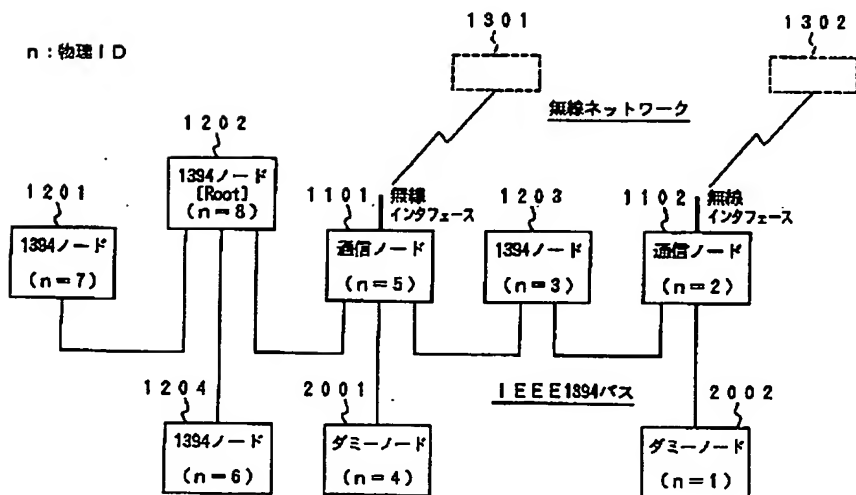 1301
1302
n：物理ID
無線ネットワーク
1202
1394ノード
[Root]
(n=8)
1201
1394ノード
(n=7)
1101
無線
インタフェース
通信ノード
(n=5)
1203
1394ノード
(n=3)
1102
無線
インタフェース
通信ノード
(n=2)
IEEE1394バス
1204
1394ノード
(n=6)
2001
ダミーノード
(n=4)
2002
ダミーノード
(n=1)